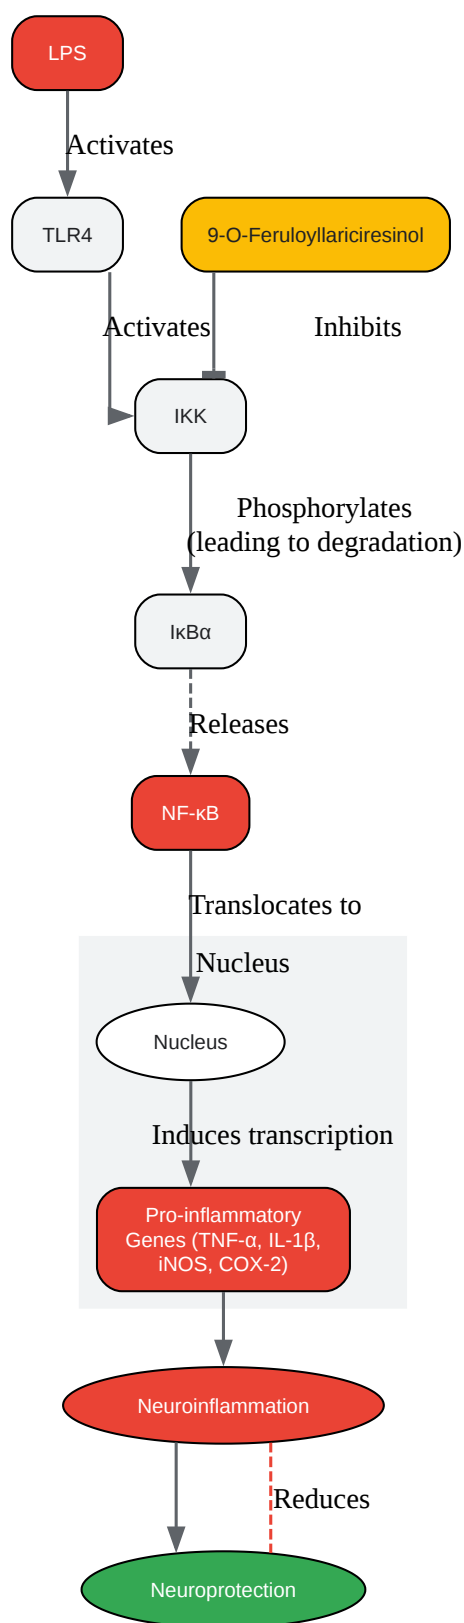 LPS
Activates
TLR4
9-O-Feruloyllariciresinol
Activates
Inhibits
IKK
Phosphorylates
(leading to degradation)
IκBα
Releases
NF-κB
Translocates to
Nucleus
Nucleus
Induces transcription
Pro-inflammatory
Genes (TNF-α, IL-1β,
iNOS, COX-2)
Neuroinflammation
Reduces
Neuroprotection